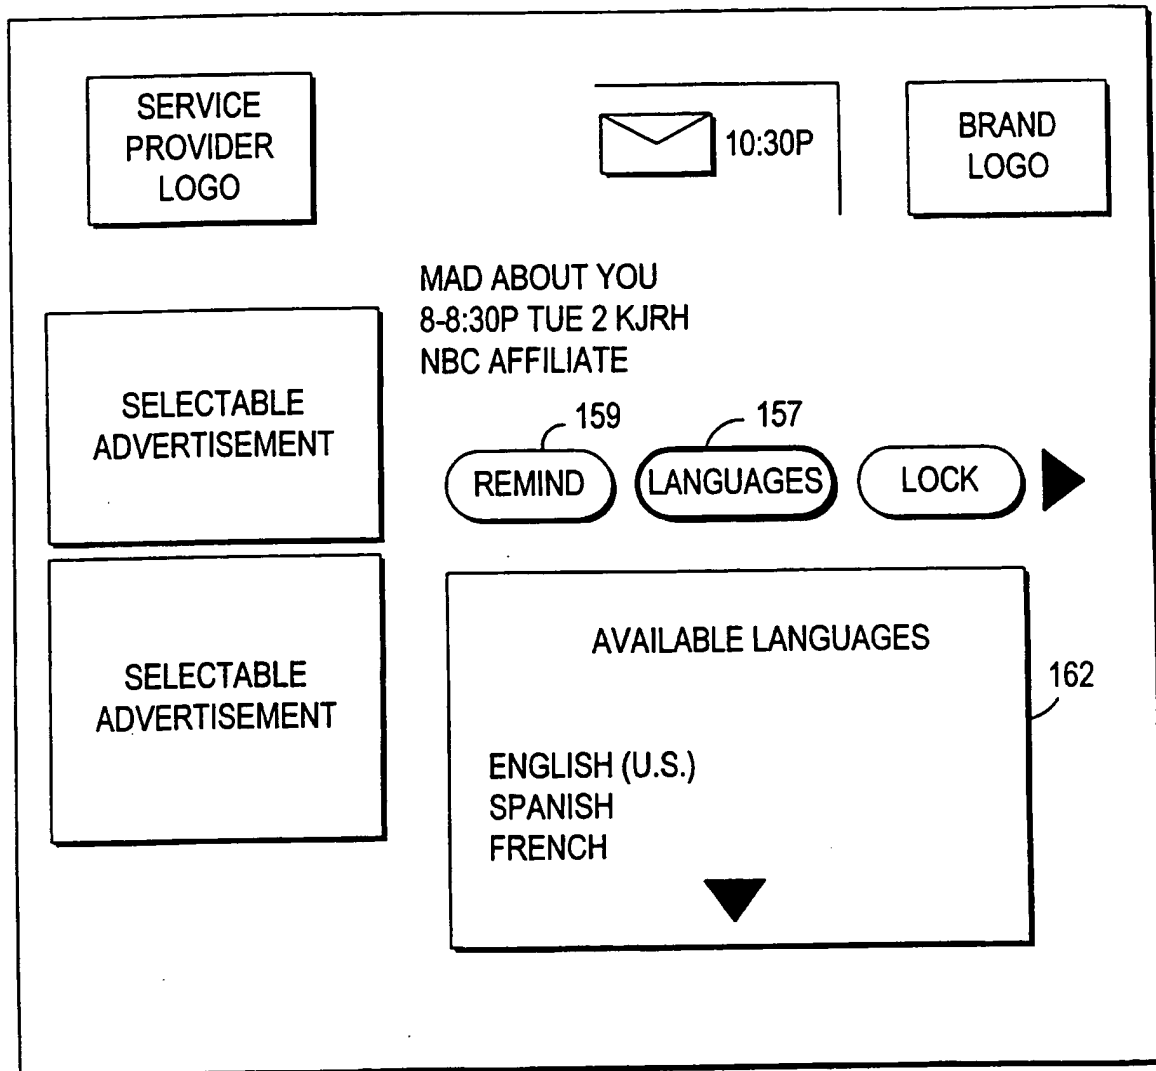 SERVICE
PROVIDER
LOGO
10:30P
BRAND
LOGO
MAD ABOUT YOU
8-8:30P TUE 2 KJRH
NBC AFFILIATE
SELECTABLE
ADVERTISEMENT
159
157
REMIND
LANGUAGES
LOCK
SELECTABLE
ADVERTISEMENT
AVAILABLE LANGUAGES
162
ENGLISH (U.S.)
SPANISH
FRENCH